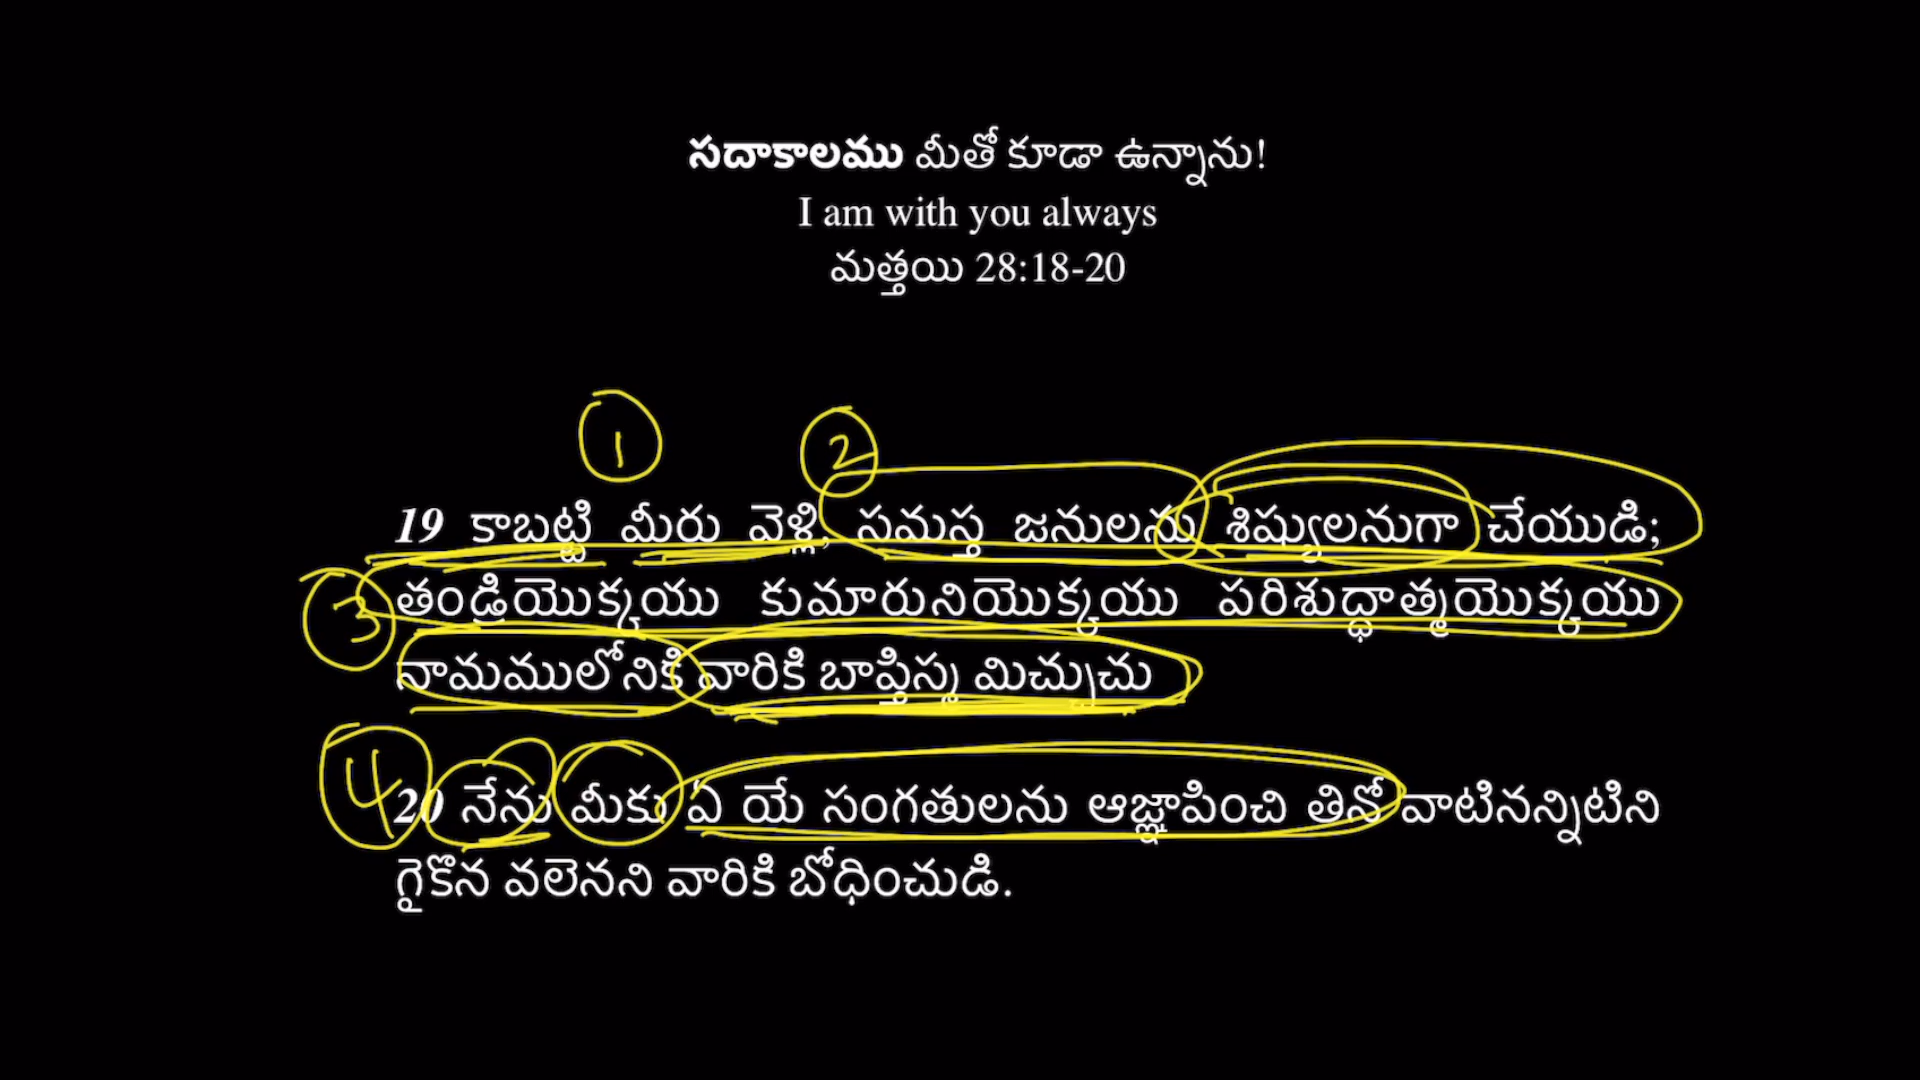 సదాకాలము మీతో కూడా ఉన్నాను!
I am with you always
మత్తయి 28:18-20
1 2
19 కాబట్టి మీరు వెళ్లి, సమస్త జనులను శిష్యులనుగా చేయుడి;
3 తండ్రియొక్కయు కుమారునియొక్కయు పరిశుద్ధాత్మయొక్కయు
నామములోనికి వారికి బాప్తిస్మ మిచ్చుచు
4 20 నేను మీకు ఏ యే సంగతులను ఆజ్ఞాపించి తినో వాటినన్నిటిని
గైకొన వలెనని వారికి బోధించుడి.